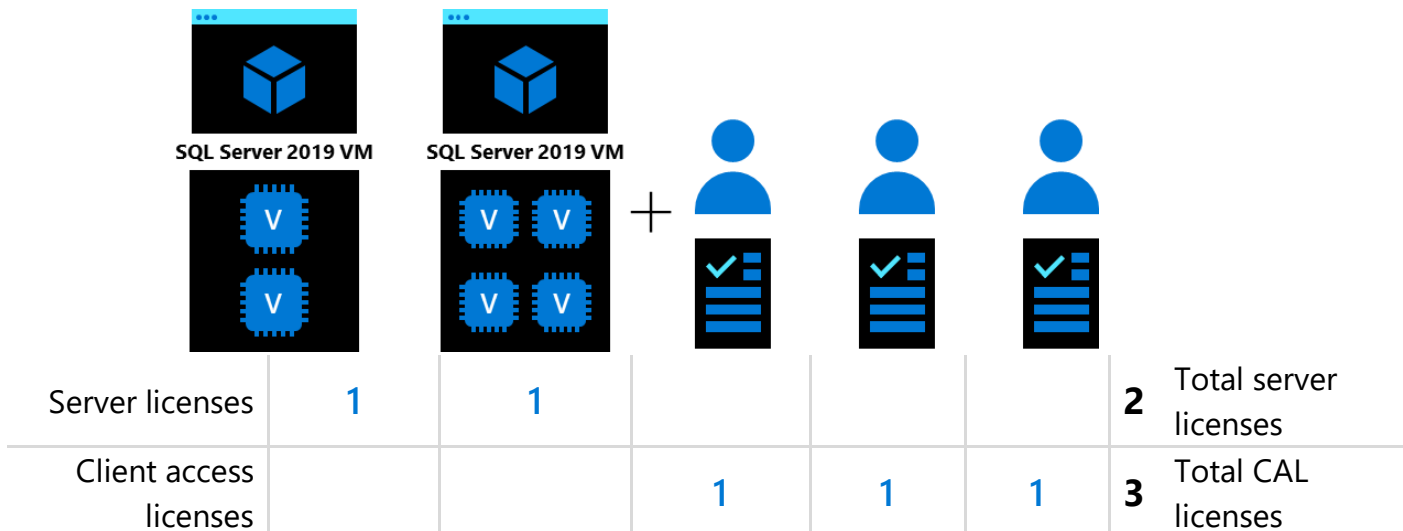 SQL Server 2019 VM
SQL Server 2019 VM
V
V
V
V
V
V
Server licenses
1
1
2
Total server
licenses
Client access
licenses
1
1
1
3
Total CAL
licenses